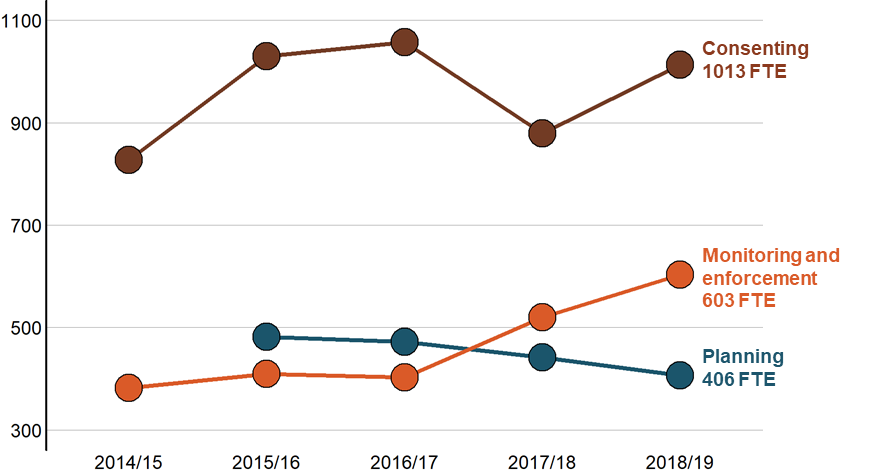 1100
Consenting
1013 FTE
900
700
Monitoring and
enforcement
603 FTE
500
Planning
406 FTE
300
2014/15 2015/16 2016/17 2017/18 2018/19